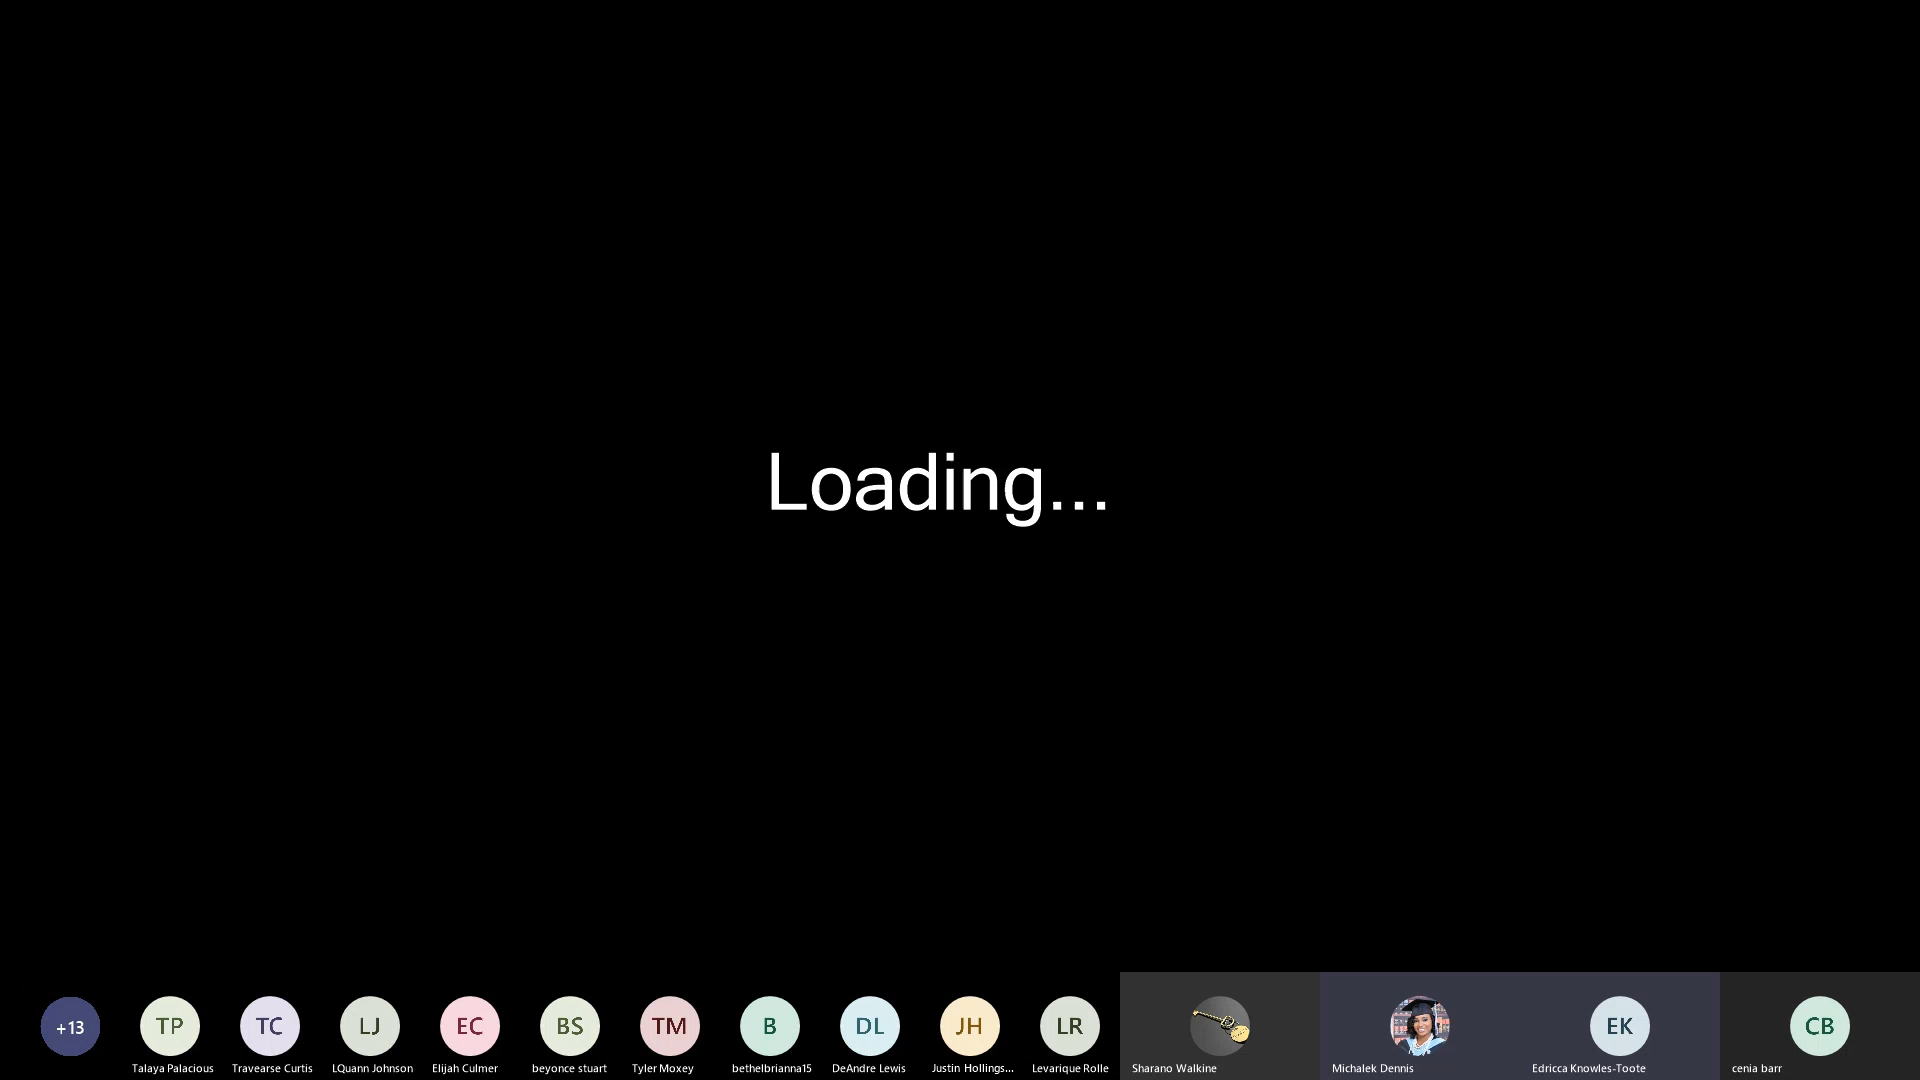 Loading...
+13
TP
TC
LJ
EC
BS
TM
B
DL
JH
LR
EK
CB
Talaya Palacious
Travearse Curtis
LQuann Johnson
Elijah Culmer
beyonce stuart
Tyler Moxey
bethelbrianna15
DeAndre Lewis
Justin Hollings...
Levarique Rolle
Sharano Walkine
Michalek Dennis
Edricca Knowles-Toote
cenia barr